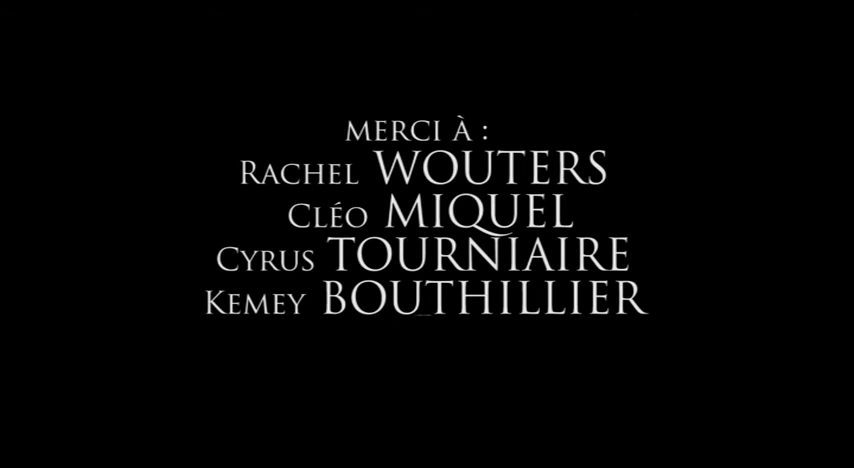 MERCI À :
RACHEL WOUTERS
CLÉO MIQUEL
CYRUS TOURNIAIRE
KEMEY BOUTHILLIER